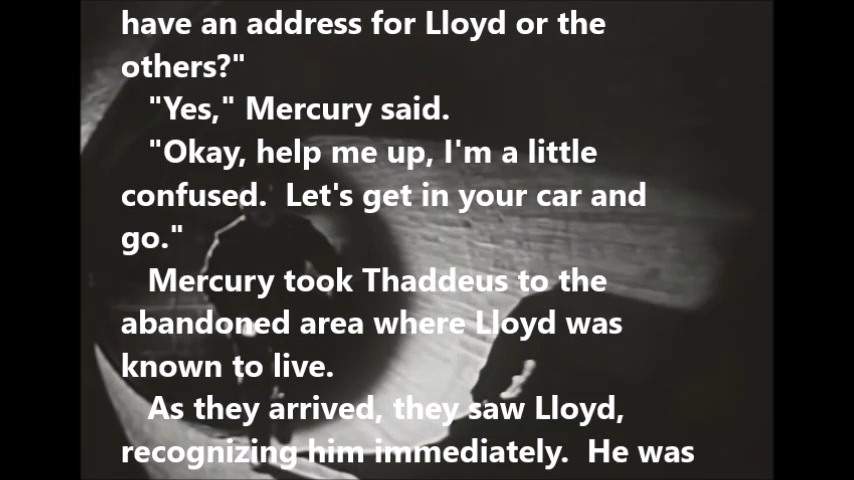 have an address for Lloyd or the
others?"
"Yes," Mercury said.
"Okay, help me up, I'm a little
confused.  Let's get in your car and
go."
Mercury took Thaddeus to the
abandoned area where Lloyd was
known to live.
As they arrived, they saw Lloyd,
recognizing him immediately.  He was